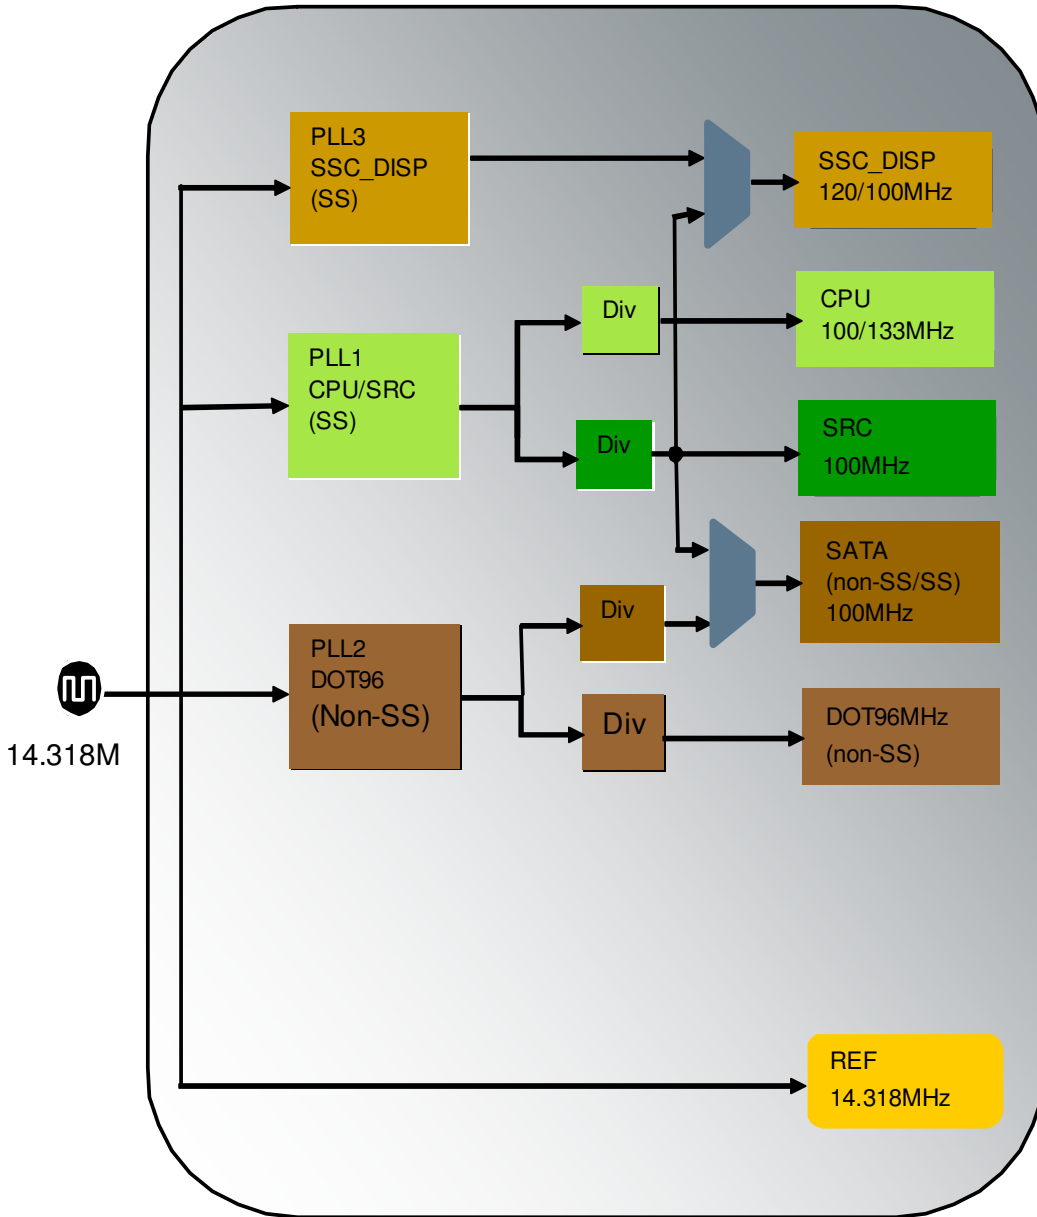 PLL3
SSC_DISP
(SS)
SSC_DISP
120/100MHz
PLL1
CPU/SRC
(SS)
Div
CPU
100/133MHz
Div
SRC
100MHz
PLL2
DOT96
(Non-SS)
Div
SATA
(non-SS/SS)
100MHz
Div
DOT96MHz
(non-SS)
14.318M
REF
14.318MHz